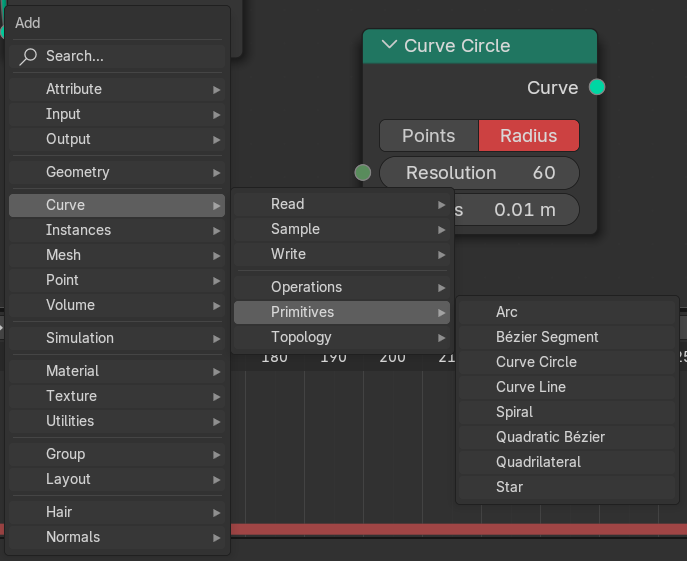 Add
Search...
Attribute
Input
Output
Geometry
Curve
Instances
Mesh
Point
Volume
Simulation
Material
Texture
Utilities
Group
Layout
Hair
Normals
Read
Sample
Write
Operations
Primitives
Topology
Arc
Bézier Segment
Curve Circle
Curve Line
Spiral
Quadratic Bézier
Quadrilateral
Star
Curve Circle
Curve
Points Radius
Resolution 60
s 0.01 m
180 190 200 21